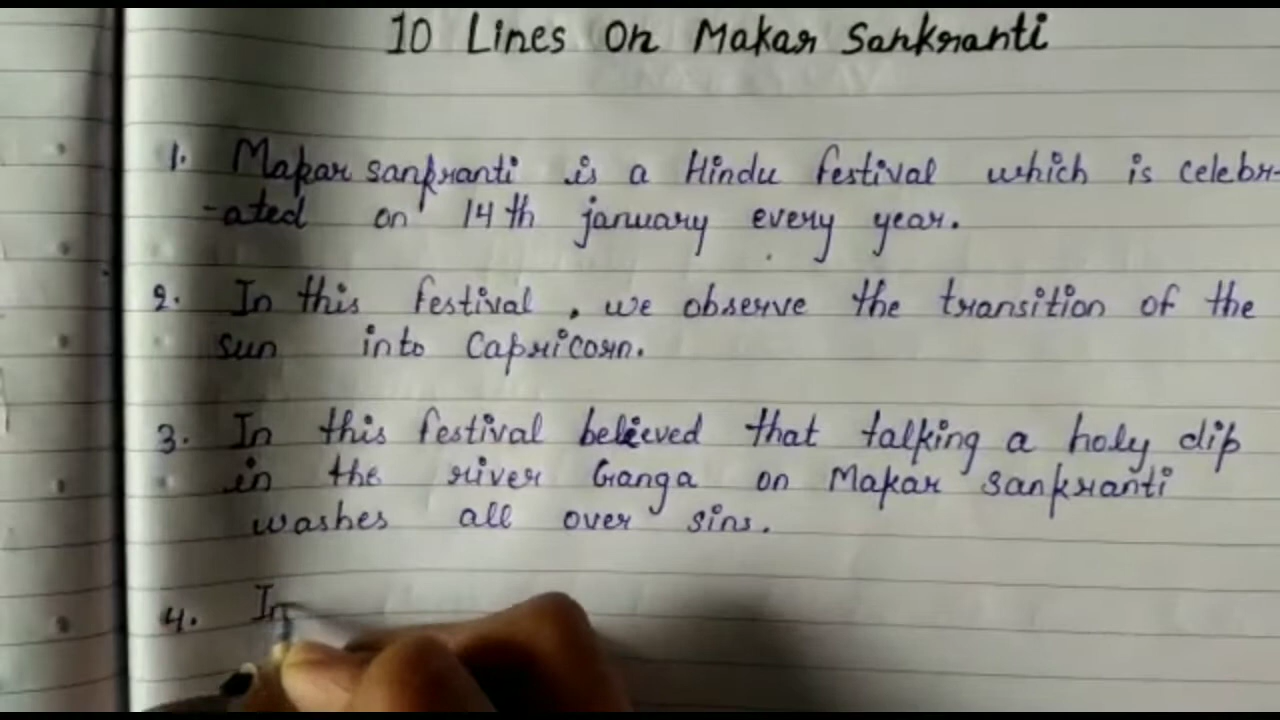 10 Lines On Makar Sankranti
1. Makar sankranti is a Hindu festival which is celebr-
-ated on 14th january every year.
2. In this festival, we observe the transition of the
sun into Capricorn.
3. In this festival believed that talking a holy dip
in the river Ganga on Makar sankranti
washes all over sins.
4. In